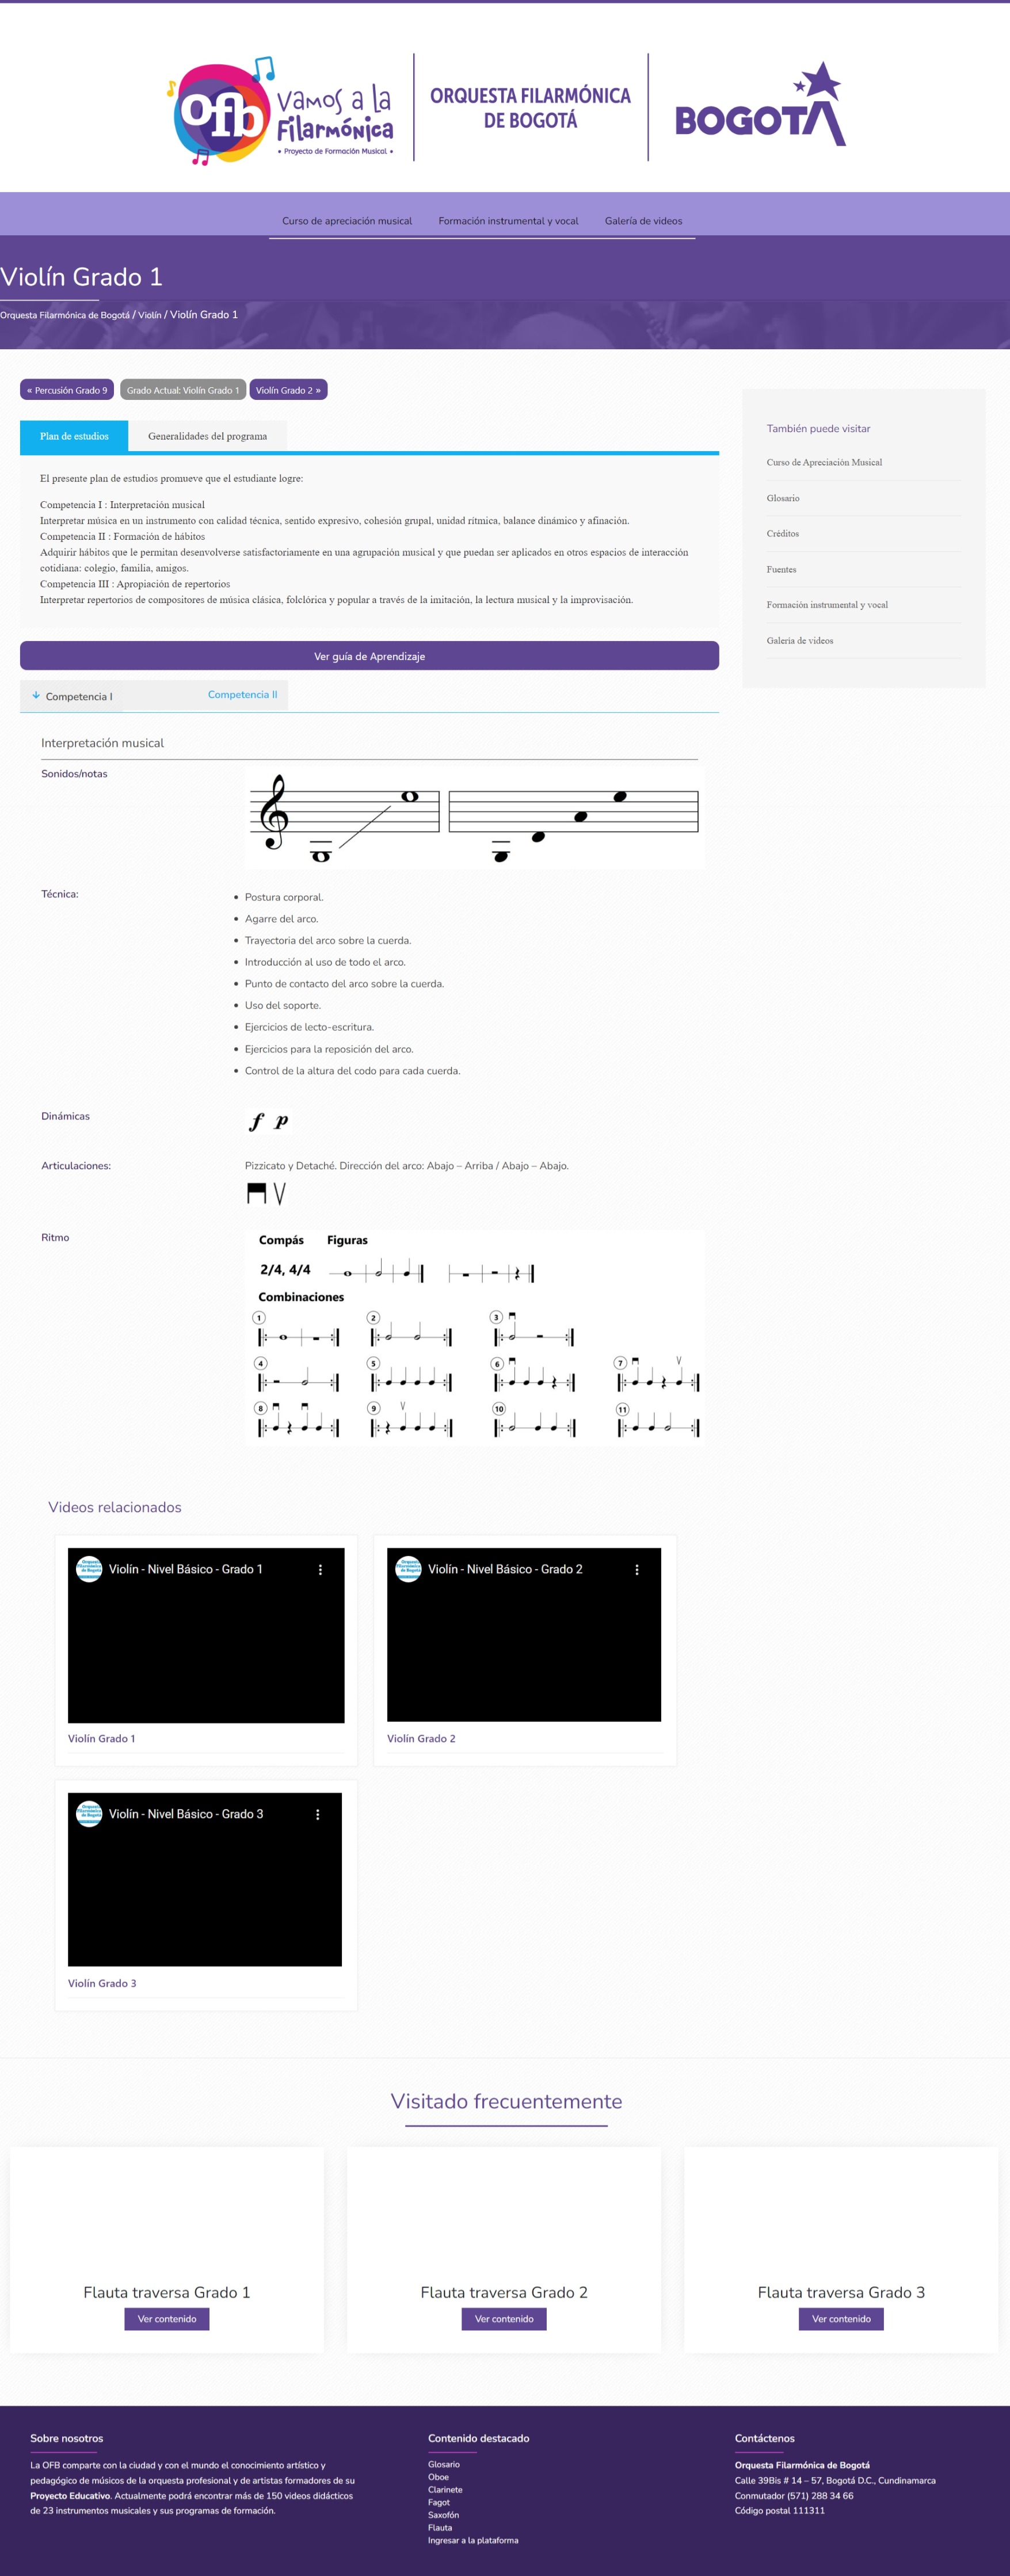 ofb
Vamos a la
Filarmónica
• Proyecto de Formación Musical •
ORQUESTA FILARMÓNICA
DE BOGOTÁ
BOGOTÁ
Curso de apreciación musical
Formación instrumental y vocal
Galería de videos
Violín Grado 1
Orquesta Filarmónica de Bogotá / Violín / Violín Grado 1
« Percusión Grado 9
Grado Actual: Violín Grado 1
Violín Grado 2 »
Plan de estudios
Generalidades del programa
El presente plan de estudios promueve que el estudiante logre:
Competencia I : Interpretación musical
Interpretar música en un instrumento con calidad técnica, sentido expresivo, cohesión grupal, unidad rítmica, balance dinámico y afinación.
Competencia II : Formación de hábitos
Adquirir hábitos que le permitan desenvolverse satisfactoriamente en una agrupación musical y que puedan ser aplicados en otros espacios de interacción
cotidiana: colegio, familia, amigos.
Competencia III : Apropiación de repertorios
Interpretar repertorios de compositores de música clásica, folclórica y popular a través de la imitación, la lectura musical y la improvisación.
También puede visitar
Curso de Apreciación Musical
Glosario
Créditos
Fuentes
Formación instrumental y vocal
Galería de videos
Ver guía de Aprendizaje
Competencia I
Competencia II
Interpretación musical
Sonidos/notas
Técnica:
• Postura corporal.
• Agarre del arco.
• Trayectoria del arco sobre la cuerda.
• Introducción al uso de todo el arco.
• Punto de contacto del arco sobre la cuerda.
• Uso del soporte.
• Ejercicios de lecto-escritura.
• Ejercicios para la reposición del arco.
• Control de la altura del codo para cada cuerda.
Dinámicas
f p
Articulaciones:
Pizzicato y Detaché. Dirección del arco: Abajo – Arriba / Abajo – Abajo.
Ritmo
Compás Figuras
2/4, 4/4
Combinaciones
1 2 3
4 5 6 7
8 9 10 11
Videos relacionados
Violín - Nivel Básico - Grado 1
Violín Grado 1
Violín - Nivel Básico - Grado 2
Violín Grado 2
Violín - Nivel Básico - Grado 3
Violín Grado 3
Visitado frecuentemente
Flauta traversa Grado 1
Ver contenido
Flauta traversa Grado 2
Ver contenido
Flauta traversa Grado 3
Ver contenido
Sobre nosotros
La OFB comparte con la ciudad y con el mundo el conocimiento artístico y
pedagógico de músicos de la orquesta profesional y de artistas formadores de su
Proyecto Educativo. Actualmente podrá encontrar más de 150 videos didácticos
de 23 instrumentos musicales y sus programas de formación.
Contenido destacado
Glosario
Oboe
Clarinete
Fagot
Saxofón
Flauta
Ingresar a la plataforma
Contáctenos
Orquesta Filarmónica de Bogotá
Calle 39Bis # 14 – 57, Bogotá D.C., Cundinamarca
Conmutador (571) 288 34 66
Código postal 111311